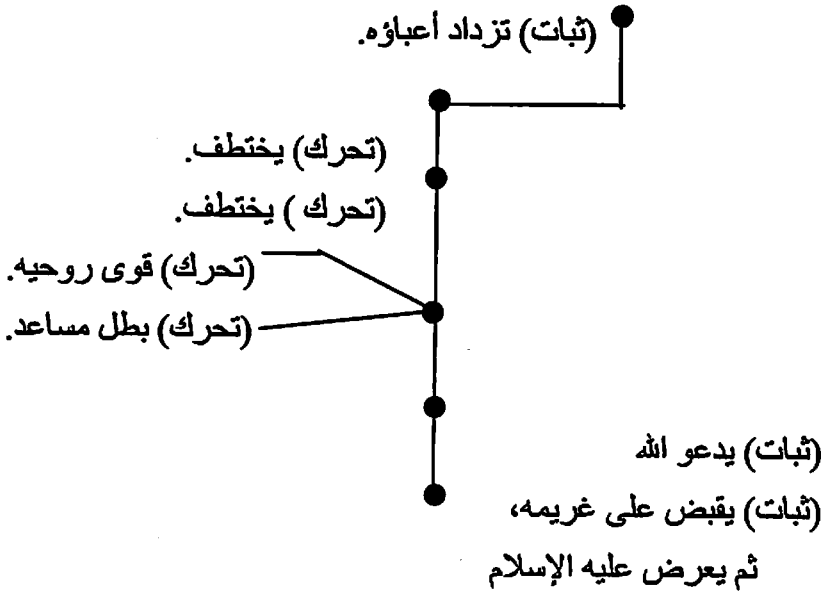 (ثبات) تزداد أعباؤه.
(تحرك) يختطف.
(تحرك ) يختطف.
(تحرك) قوى روحيه.
(تحرك) بطل مساعد.
(ثبات) يدعو الله
(ثبات) يقبض على غريمه،
ثم يعرض عليه الإسلام